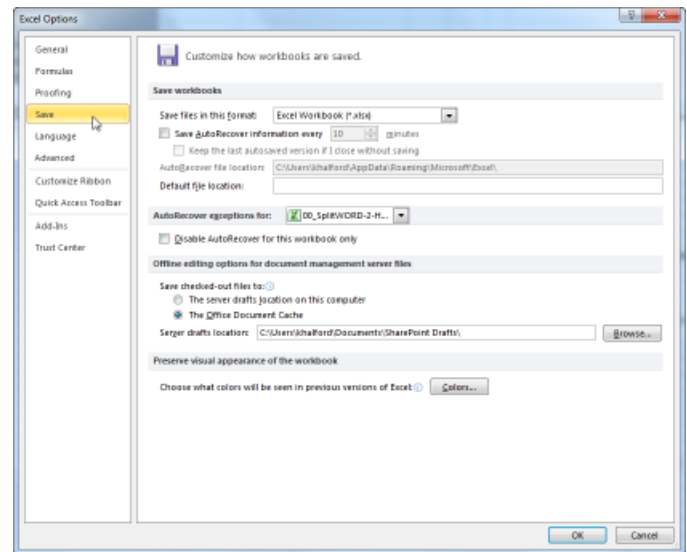 Excel Options
General
Formulas
Proofing
Save
Language
Advanced
Customize Ribbon
Quick Access Toolbar
Add-Ins
Trust Center
Customize how workbooks are saved.
Save workbooks
Save files in this format: Excel Workbook (*.xlsx)
Save AutoRecover information every 10 minutes
Keep the last autosaved version if I close without saving
AutoRecover file location: C:\Users\khalford\AppData\Roaming\Microsoft\Excel\
Default file location:
AutoRecover exceptions for: 00_SplitWORD-2-H...
Disable AutoRecover for this workbook only
Offline editing options for document management server files
Save checked-out files to:
The server drafts location on this computer
The Office Document Cache
Server drafts location: C:\Users\khalford\Documents\SharePoint Drafts\
Browse...
Preserve visual appearance of the workbook
Choose what colors will be seen in previous versions of Excel: Colors...
OK Cancel